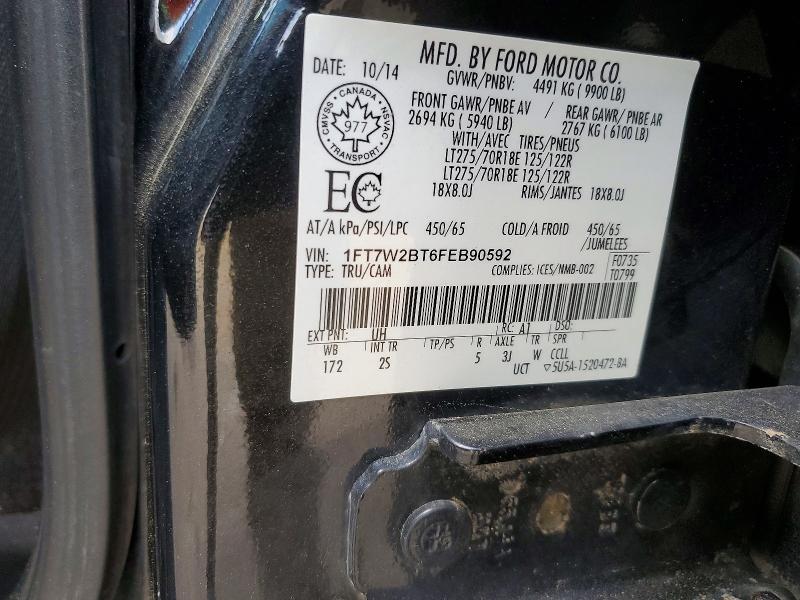 MFD. BY FORD MOTOR CO.
DATE: 10/14
GVWR/PNBV: 4491 KG ( 9900 LB)
FRONT GAWR/PNBE AV / REAR GAWR/ PNBE AR
2694 KG ( 5940 LB) 2767 KG ( 6100 LB)
WITH/AVEC TIRES/PNEUS
LT275/70R18E 125/122R
LT275/70R18E 125/122R
18X8.0J RIMS/JANTES 18X8.0J
CANADA
CMVSS NSVAC
977
TRANSPORT
EC
AT/A kPa/PSI/LPC 450/65 COLD/A FROID 450/65
/JUMELEES
VIN: 1FT7W2BT6FEB90592
F0735
TYPE: TRU/CAM COMPLIES: ICES/NMB-002
T0799
EXT PNT: UH RC: A1 DSO:
WB INT TR TP/PS R AXLE TR SPR
172 2S 5 3J W CCLL
UCT ▽5U5A-1520472-BA